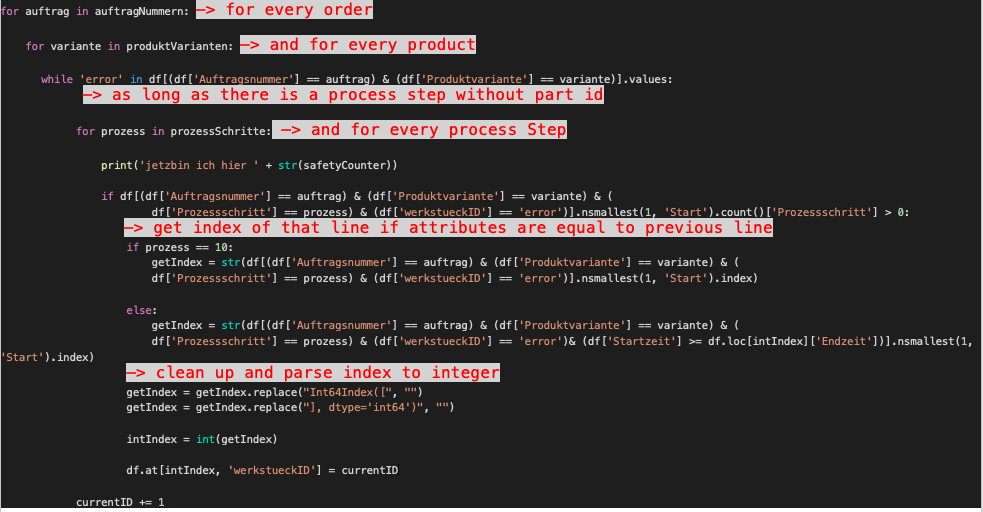 for auftrag in auftragNummern: —> for every order
for variante in produktVarianten: —> and for every product
while 'error' in df[(df['Auftragsnummer'] == auftrag) & (df['Produktvariante'] == variante)].values:
—> as long as there is a process step without part id
for prozess in prozessSchritte: —> and for every process Step
print('jetzbin ich hier ' + str(safetyCounter))
if df[(df['Auftragsnummer'] == auftrag) & (df['Produktvariante'] == variante) & (
df['Prozessschritt'] == prozess) & (df['werkstueckID'] == 'error')].nsmallest(1, 'Start').count()['Prozessschritt'] > 0:
—> get index of that line if attributes are equal to previous line
if prozess == 10:
getIndex = str(df[(df['Auftragsnummer'] == auftrag) & (df['Produktvariante'] == variante) & (
df['Prozessschritt'] == prozess) & (df['werkstueckID'] == 'error')].nsmallest(1, 'Start').index)
else:
getIndex = str(df[(df['Auftragsnummer'] == auftrag) & (df['Produktvariante'] == variante) & (
df['Prozessschritt'] == prozess) & (df['werkstueckID'] == 'error')& (df['Startzeit'] >= df.loc[intIndex]['Endzeit'])].nsmallest(1,
'Start').index)
—> clean up and parse index to integer
getIndex = getIndex.replace("Int64Index([", "")
getIndex = getIndex.replace("], dtype='int64')", "")
intIndex = int(getIndex)
df.at[intIndex, 'werkstueckID'] = currentID
currentID += 1